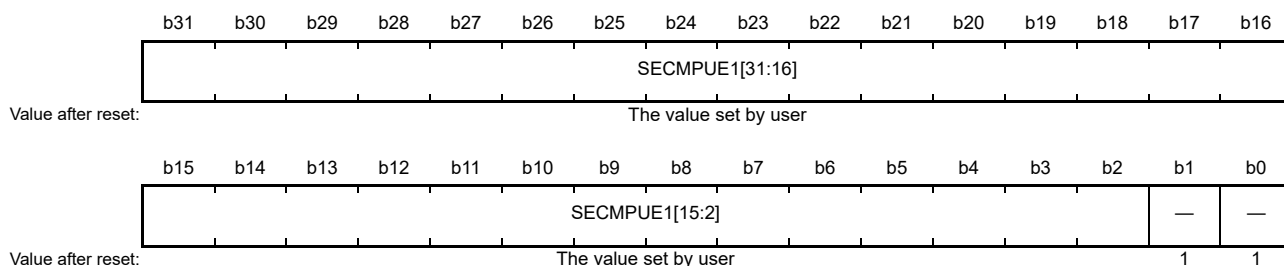 b31 b30 b29 b28 b27 b26 b25 b24 b23 b22 b21 b20 b19 b18 b17 b16
SECMPUE1[31:16]
Value after reset: The value set by user
b15 b14 b13 b12 b11 b10 b9 b8 b7 b6 b5 b4 b3 b2 b1 b0
SECMPUE1[15:2] — —
Value after reset: The value set by user 1 1